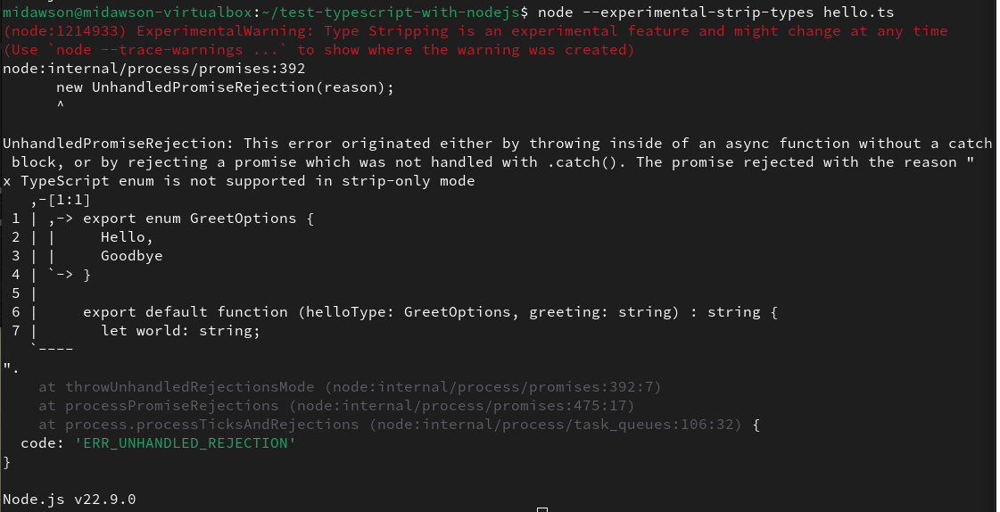 midawson@midawson-virtualbox:~/test-typescript-with-nodejs$ node --experimental-strip-types hello.ts
(node:1214933) ExperimentalWarning: Type Stripping is an experimental feature and might change at any time
(Use `node --trace-warnings ...` to show where the warning was created)
node:internal/process/promises:392
      new UnhandledPromiseRejection(reason);
      ^

UnhandledPromiseRejection: This error originated either by throwing inside of an async function without a catch
 block, or by rejecting a promise which was not handled with .catch(). The promise rejected with the reason "
x TypeScript enum is not supported in strip-only mode
   ,-[1:1]
 1 | ,-> export enum GreetOptions {
 2 | |     Hello,
 3 | |     Goodbye
 4 | `-> }
 5 |
 6 |     export default function (helloType: GreetOptions, greeting: string) : string {
 7 |       let world: string;
   `----
".
    at throwUnhandledRejectionsMode (node:internal/process/promises:392:7)
    at processPromiseRejections (node:internal/process/promises:475:17)
    at process.processTicksAndRejections (node:internal/process/task_queues:106:32) {
  code: 'ERR_UNHANDLED_REJECTION'
}

Node.js v22.9.0